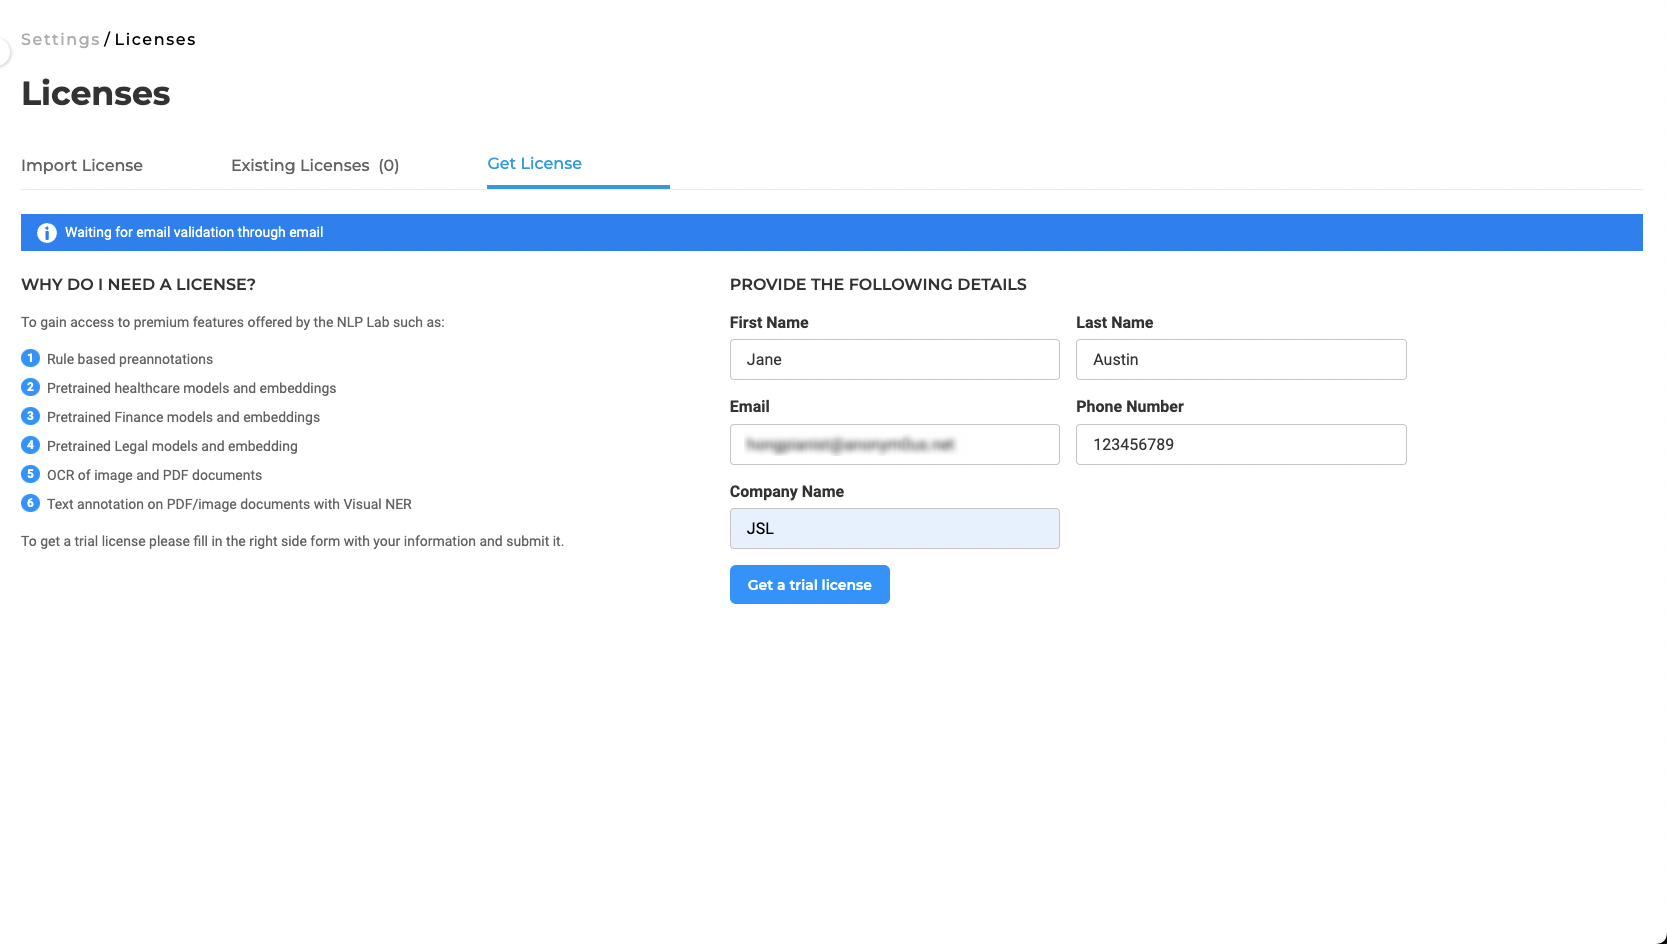 Settings / Licenses
Licenses
Import License
Existing Licenses (0)
Get License
Waiting for email validation through email
WHY DO I NEED A LICENSE?
To gain access to premium features offered by the NLP Lab such as:
1 Rule based preannotations
2 Pretrained healthcare models and embeddings
3 Pretrained Finance models and embeddings
4 Pretrained Legal models and embedding
5 OCR of image and PDF documents
6 Text annotation on PDF/image documents with Visual NER
To get a trial license please fill in the right side form with your information and submit it.
PROVIDE THE FOLLOWING DETAILS
First Name
Jane
Last Name
Austin
Email
Phone Number
123456789
Company Name
JSL
Get a trial license